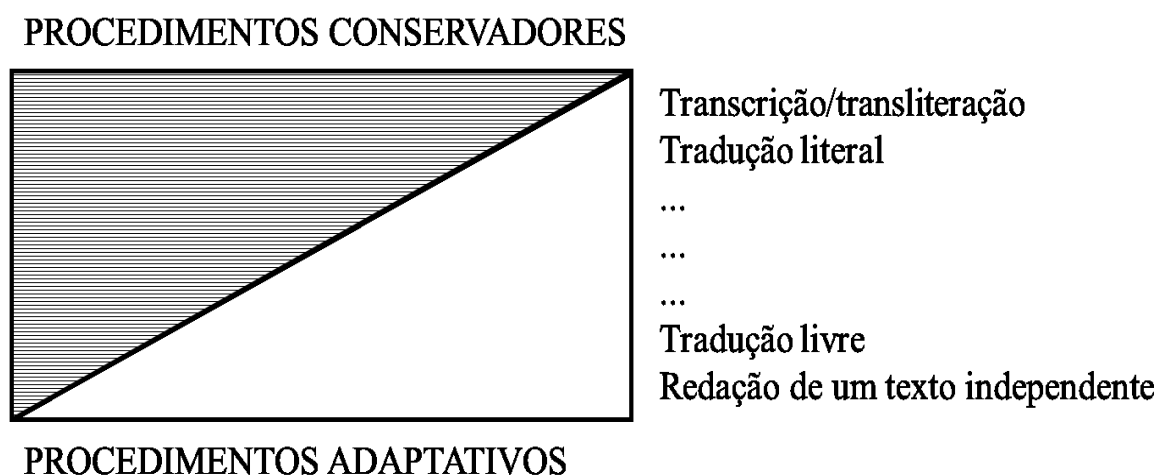 PROCEDIMENTOS CONSERVADORES
Transcrição/transliteração
Tradução literal
...
...
...
Tradução livre
Redação de um texto independente
PROCEDIMENTOS ADAPTATIVOS